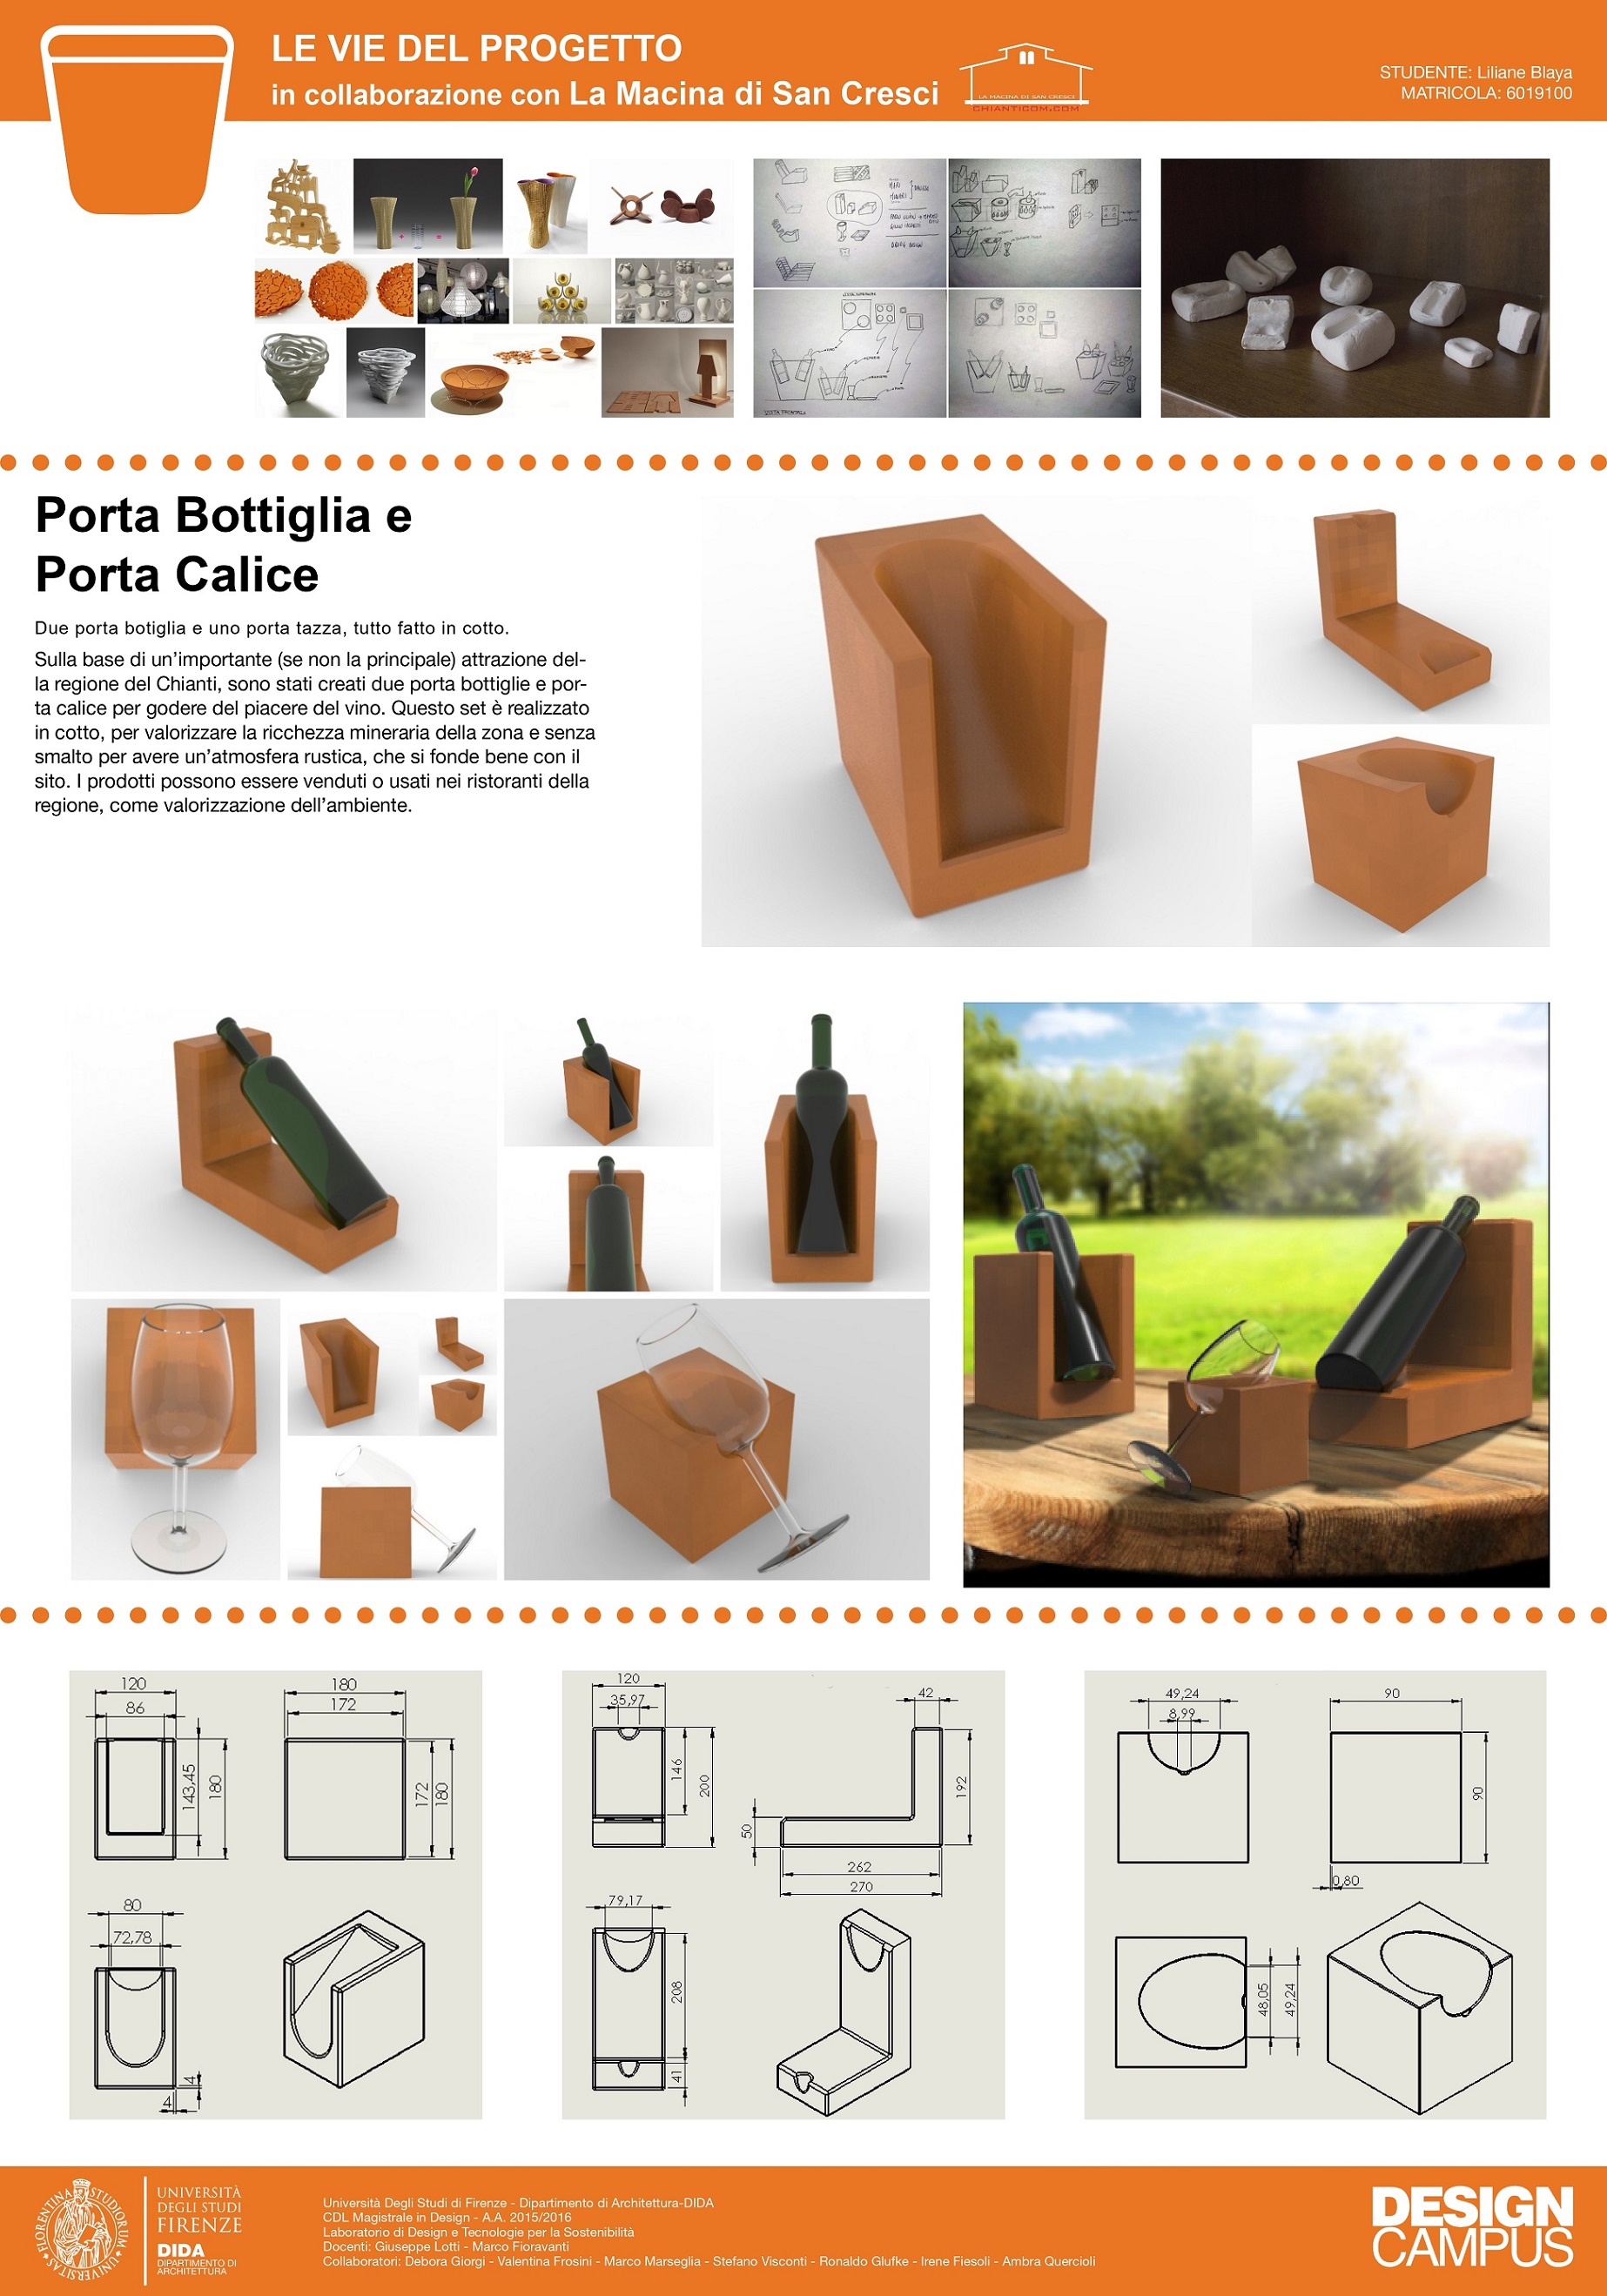 LE VIE DEL PROGETTO
in collaborazione con La Macina di San Cresci
LA MACINA DI SAN CRESCI
CHIANTICOM.COM
STUDENTE: Liliane Blaya
MATRICOLA: 6019100
VISTA FRONTALE
Porta Bottiglia e
Porta Calice
Due porta botiglia e uno porta tazza, tutto fatto in cotto.
Sulla base di un’importante (se non la principale) attrazione del-
la regione del Chianti, sono stati creati due porta bottiglie e por-
ta calice per godere del piacere del vino. Questo set è realizzato
in cotto, per valorizzare la ricchezza mineraria della zona e senza
smalto per avere un’atmosfera rustica, che si fonde bene con il
sito. I prodotti possono essere venduti o usati nei ristoranti della
regione, come valorizzazione dell’ambiente.
120
86
143,45
180
180
172
172
180
80
72,78
4
4
120
35,97
146
200
42
192
50
262
270
79,17
208
41
49,24
8,99
90
90
0,80
48,05
49,24
FLORENTINA STUDIORUM UNIVERSITAS
UNIVERSITÀ
DEGLI STUDI
FIRENZE
DIDA
DIPARTIMENTO DI
ARCHITETTURA
Università Degli Studi di Firenze - Dipartimento di Architettura-DIDA
CDL Magistrale in Design - A.A. 2015/2016
Laboratorio di Design e Tecnologie per la Sostenibilità
Docenti: Giuseppe Lotti - Marco Fioravanti
Collaboratori: Debora Giorgi - Valentina Frosini - Marco Marseglia - Stefano Visconti - Ronaldo Glufke - Irene Fiesoli - Ambra Quercioli
DESIGN
CAMPUS